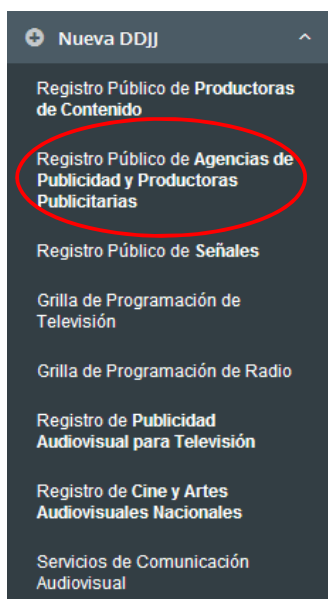 Nueva DDJJ
Registro Público de Productoras
de Contenido
Registro Público de Agencias de
Publicidad y Productoras
Publicitarias
Registro Público de Señales
Grilla de Programación de
Televisión
Grilla de Programación de Radio
Registro de Publicidad
Audiovisual para Televisión
Registro de Cine y Artes
Audiovisuales Nacionales
Servicios de Comunicación
Audiovisual